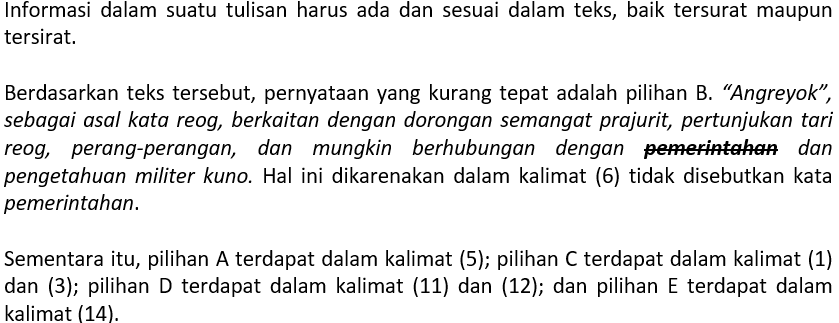 Informasi dalam suatu tulisan harus ada dan sesuai dalam teks, baik tersurat maupun
tersirat.
Berdasarkan teks tersebut, pernyataan yang kurang tepat adalah pilihan B. “Angreyok”,
sebagai asal kata reog, berkaitan dengan dorongan semangat prajurit, pertunjukan tari
reog, perang-perangan, dan mungkin berhubungan dengan pemerintahan dan
pengetahuan militer kuno. Hal ini dikarenakan dalam kalimat (6) tidak disebutkan kata
pemerintahan.
Sementara itu, pilihan A terdapat dalam kalimat (5); pilihan C terdapat dalam kalimat (1)
dan (3); pilihan D terdapat dalam kalimat (11) dan (12); dan pilihan E terdapat dalam
kalimat (14).